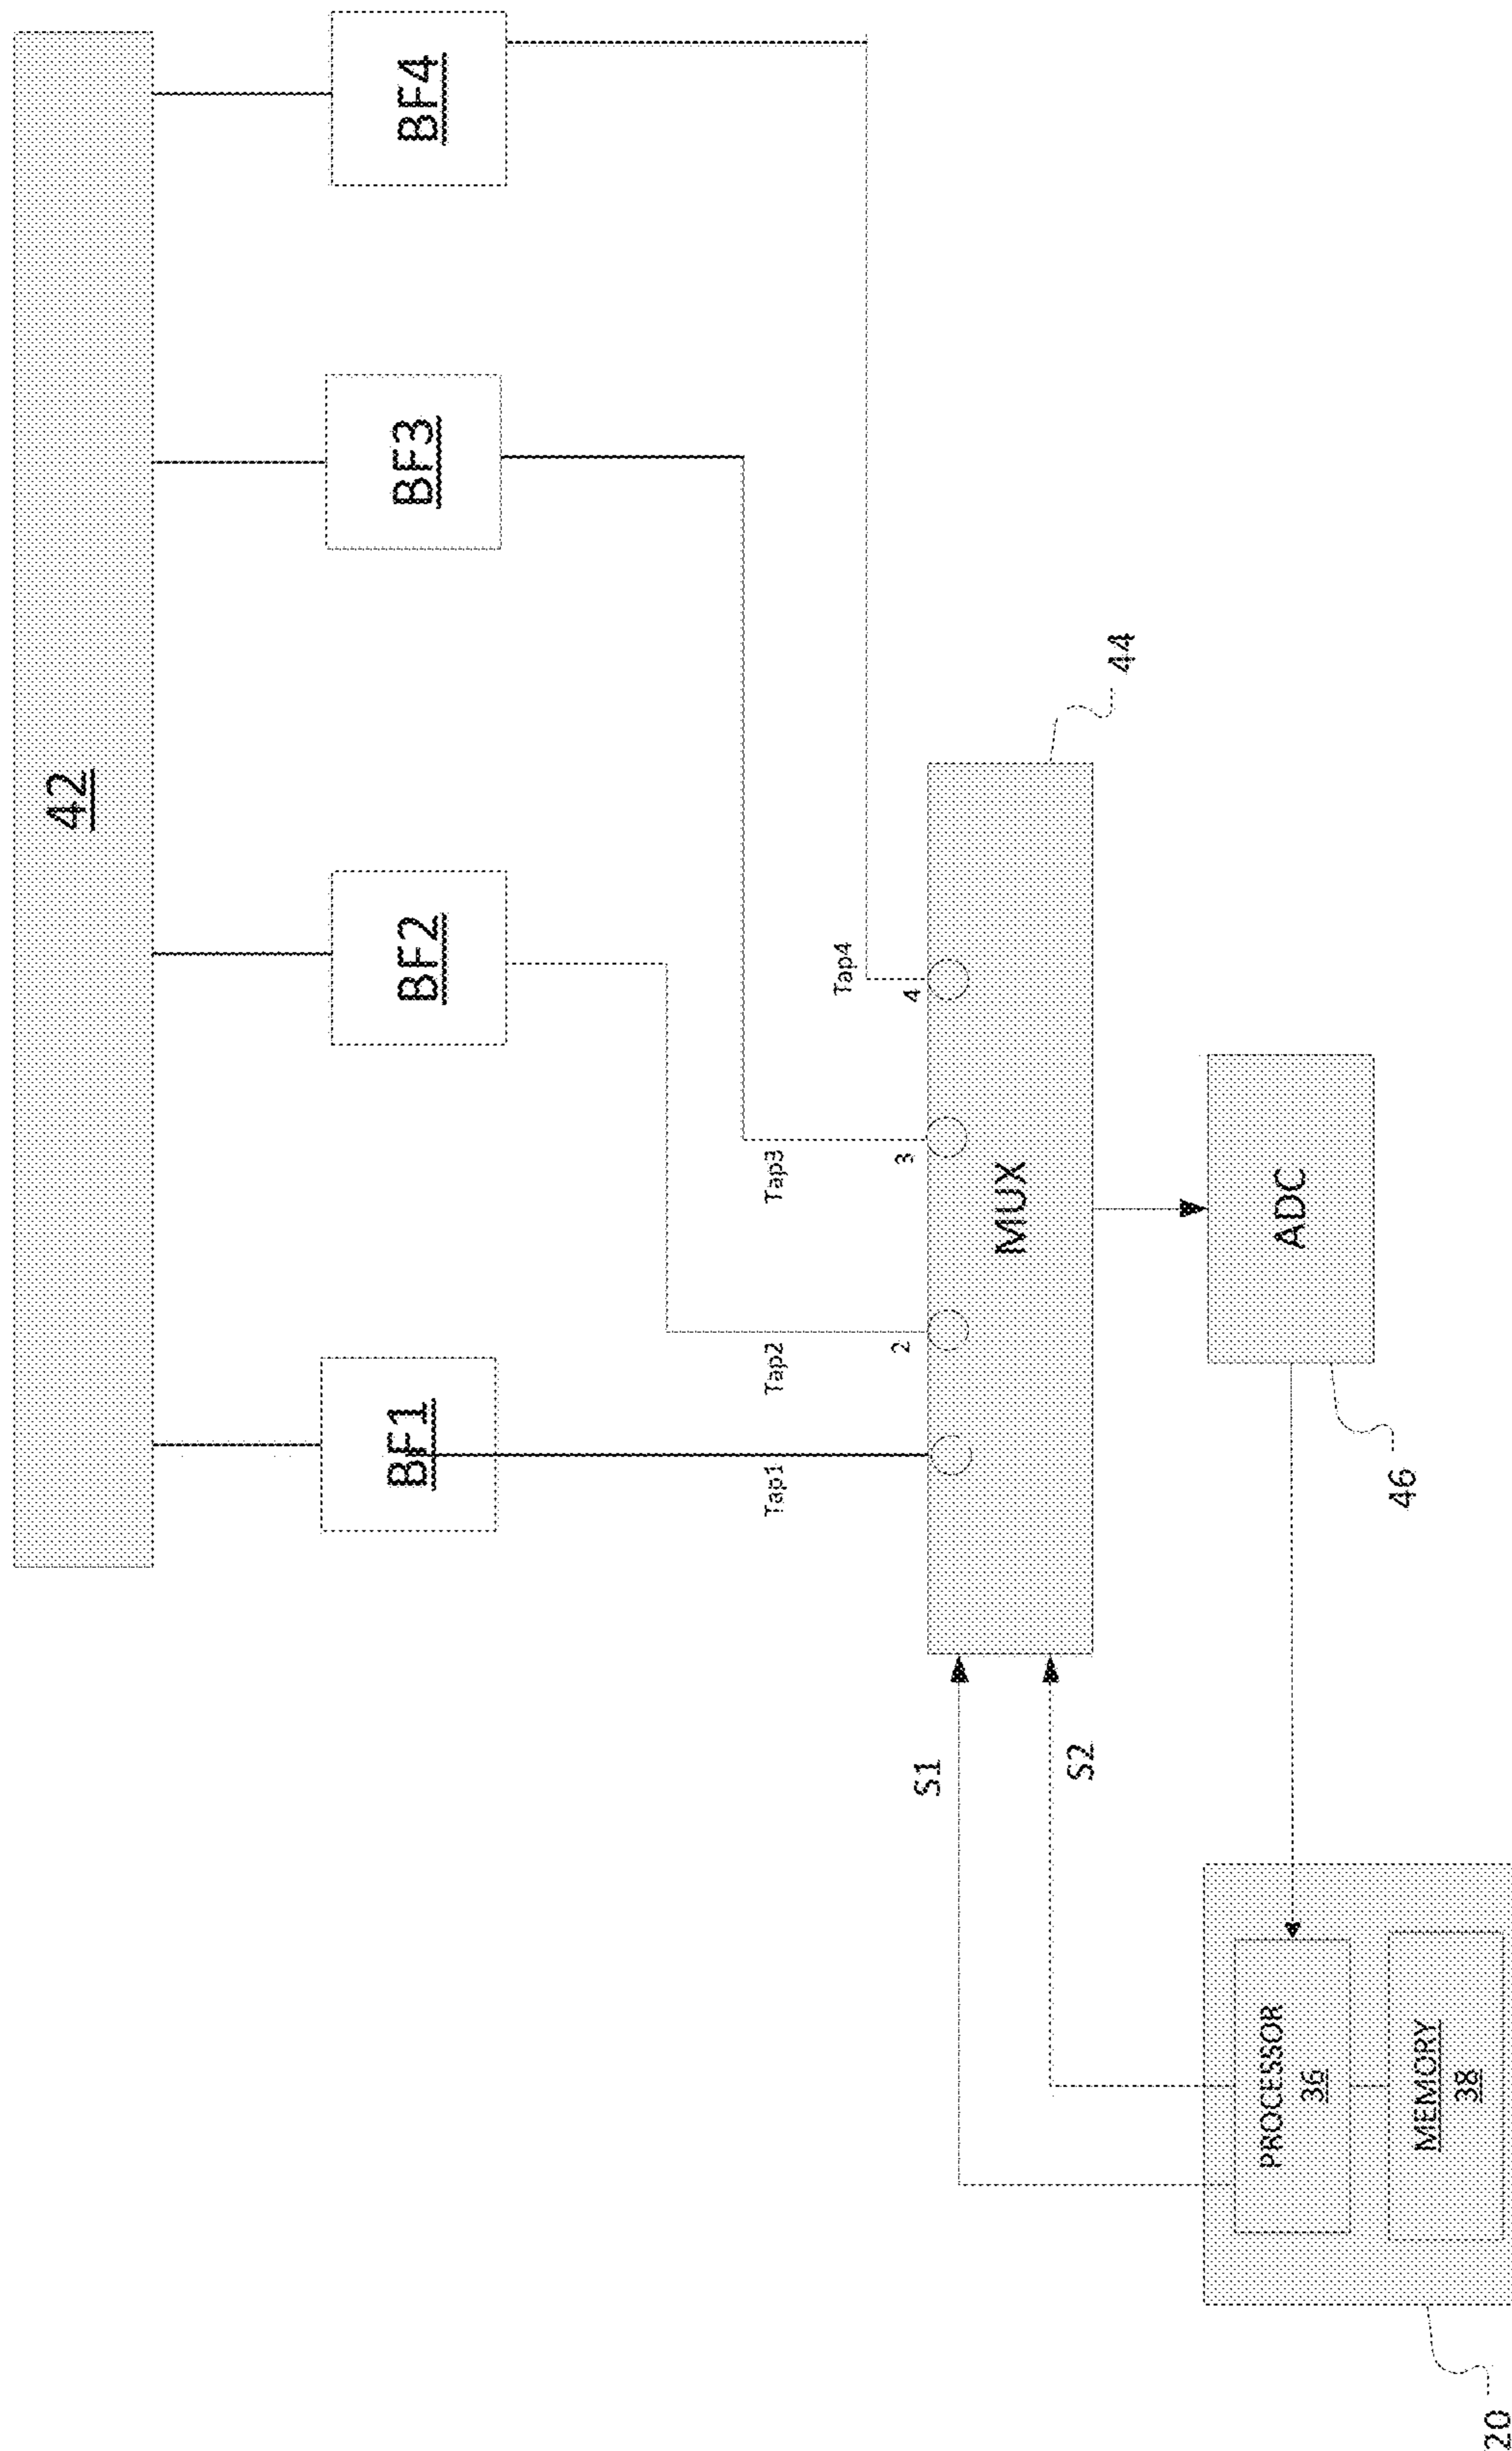 42
BF1
BF2
BF3
BF4
Tap1
Tap2
Tap3
Tap4
2
3
4
S1
S2
MUX
44
ADC
46
PROCESSOR
36
MEMORY
38
20